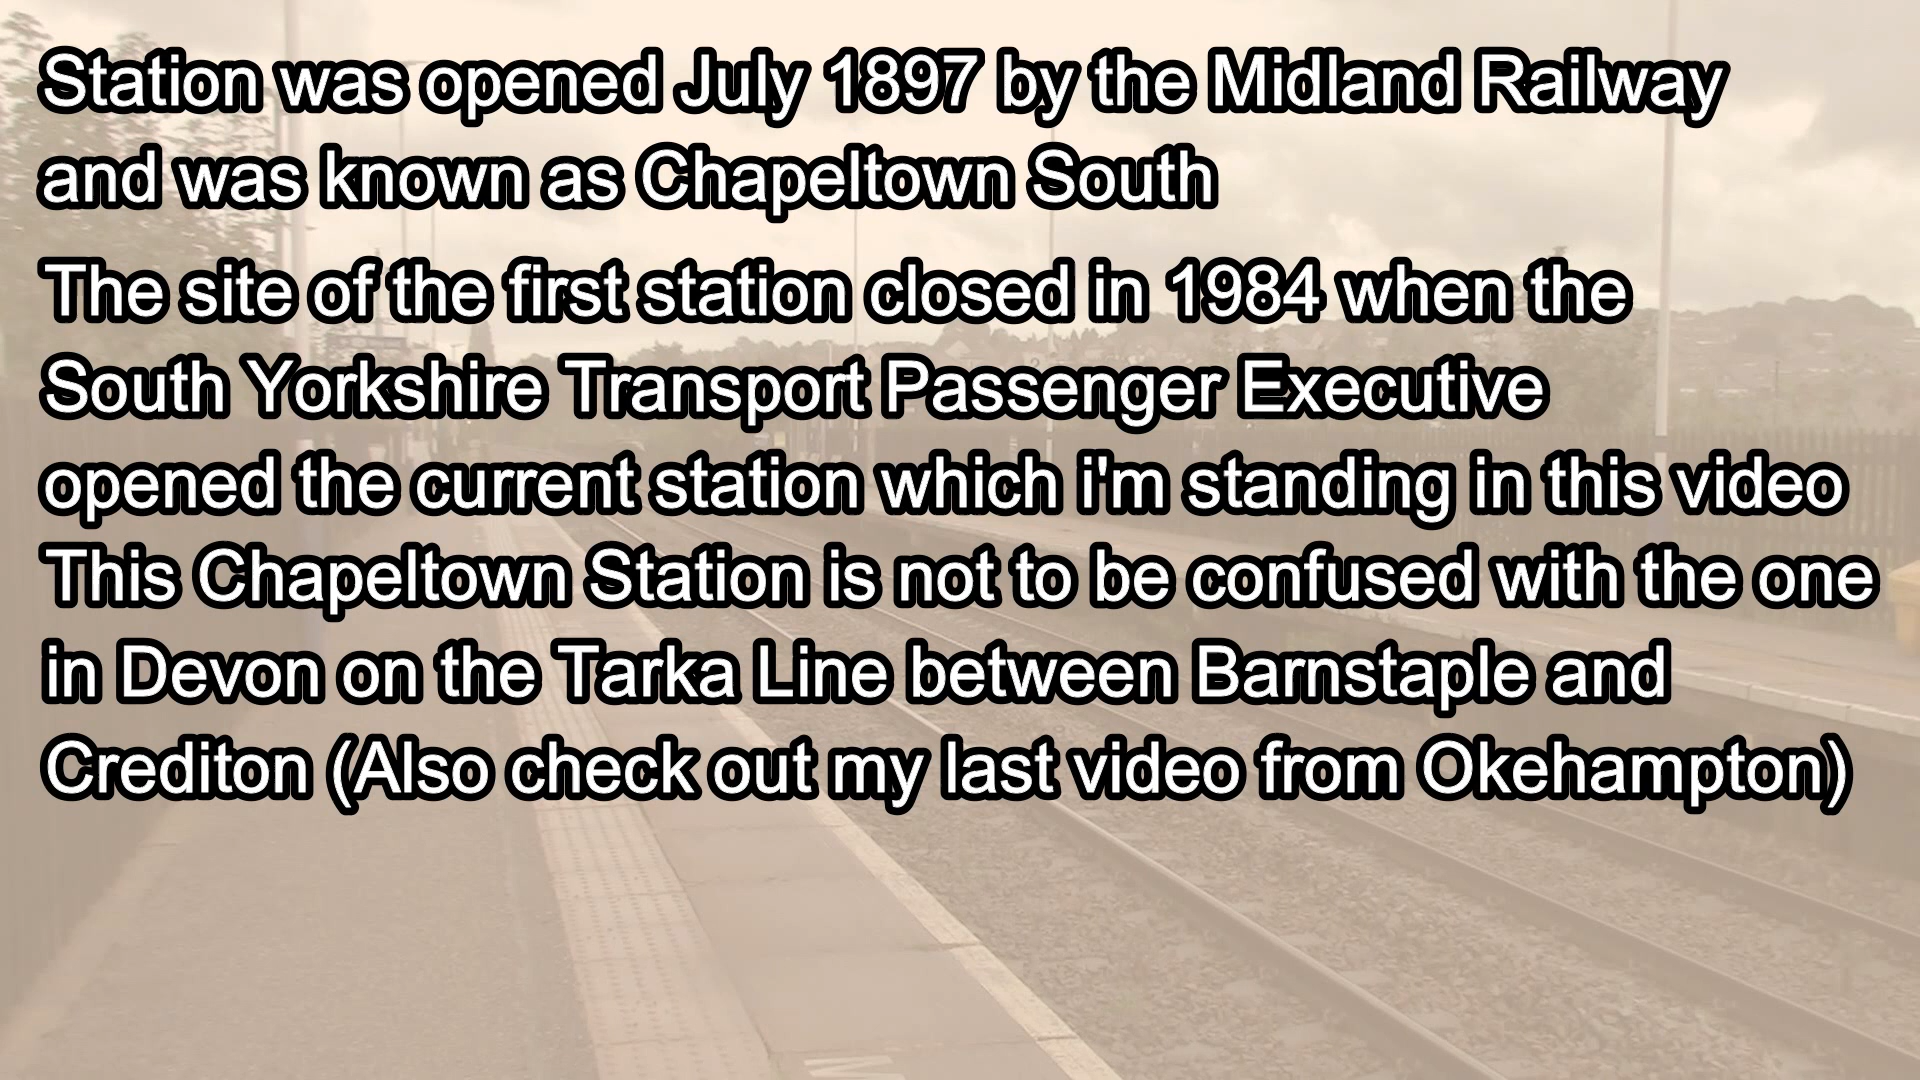 Station was opened July 1897 by the Midland Railway
and was known as Chapeltown South
The site of the first station closed in 1984 when the
South Yorkshire Transport Passenger Executive
opened the current station which i'm standing in this video
This Chapeltown Station is not to be confused with the one
in Devon on the Tarka Line between Barnstaple and
Crediton (Also check out my last video from Okehampton)